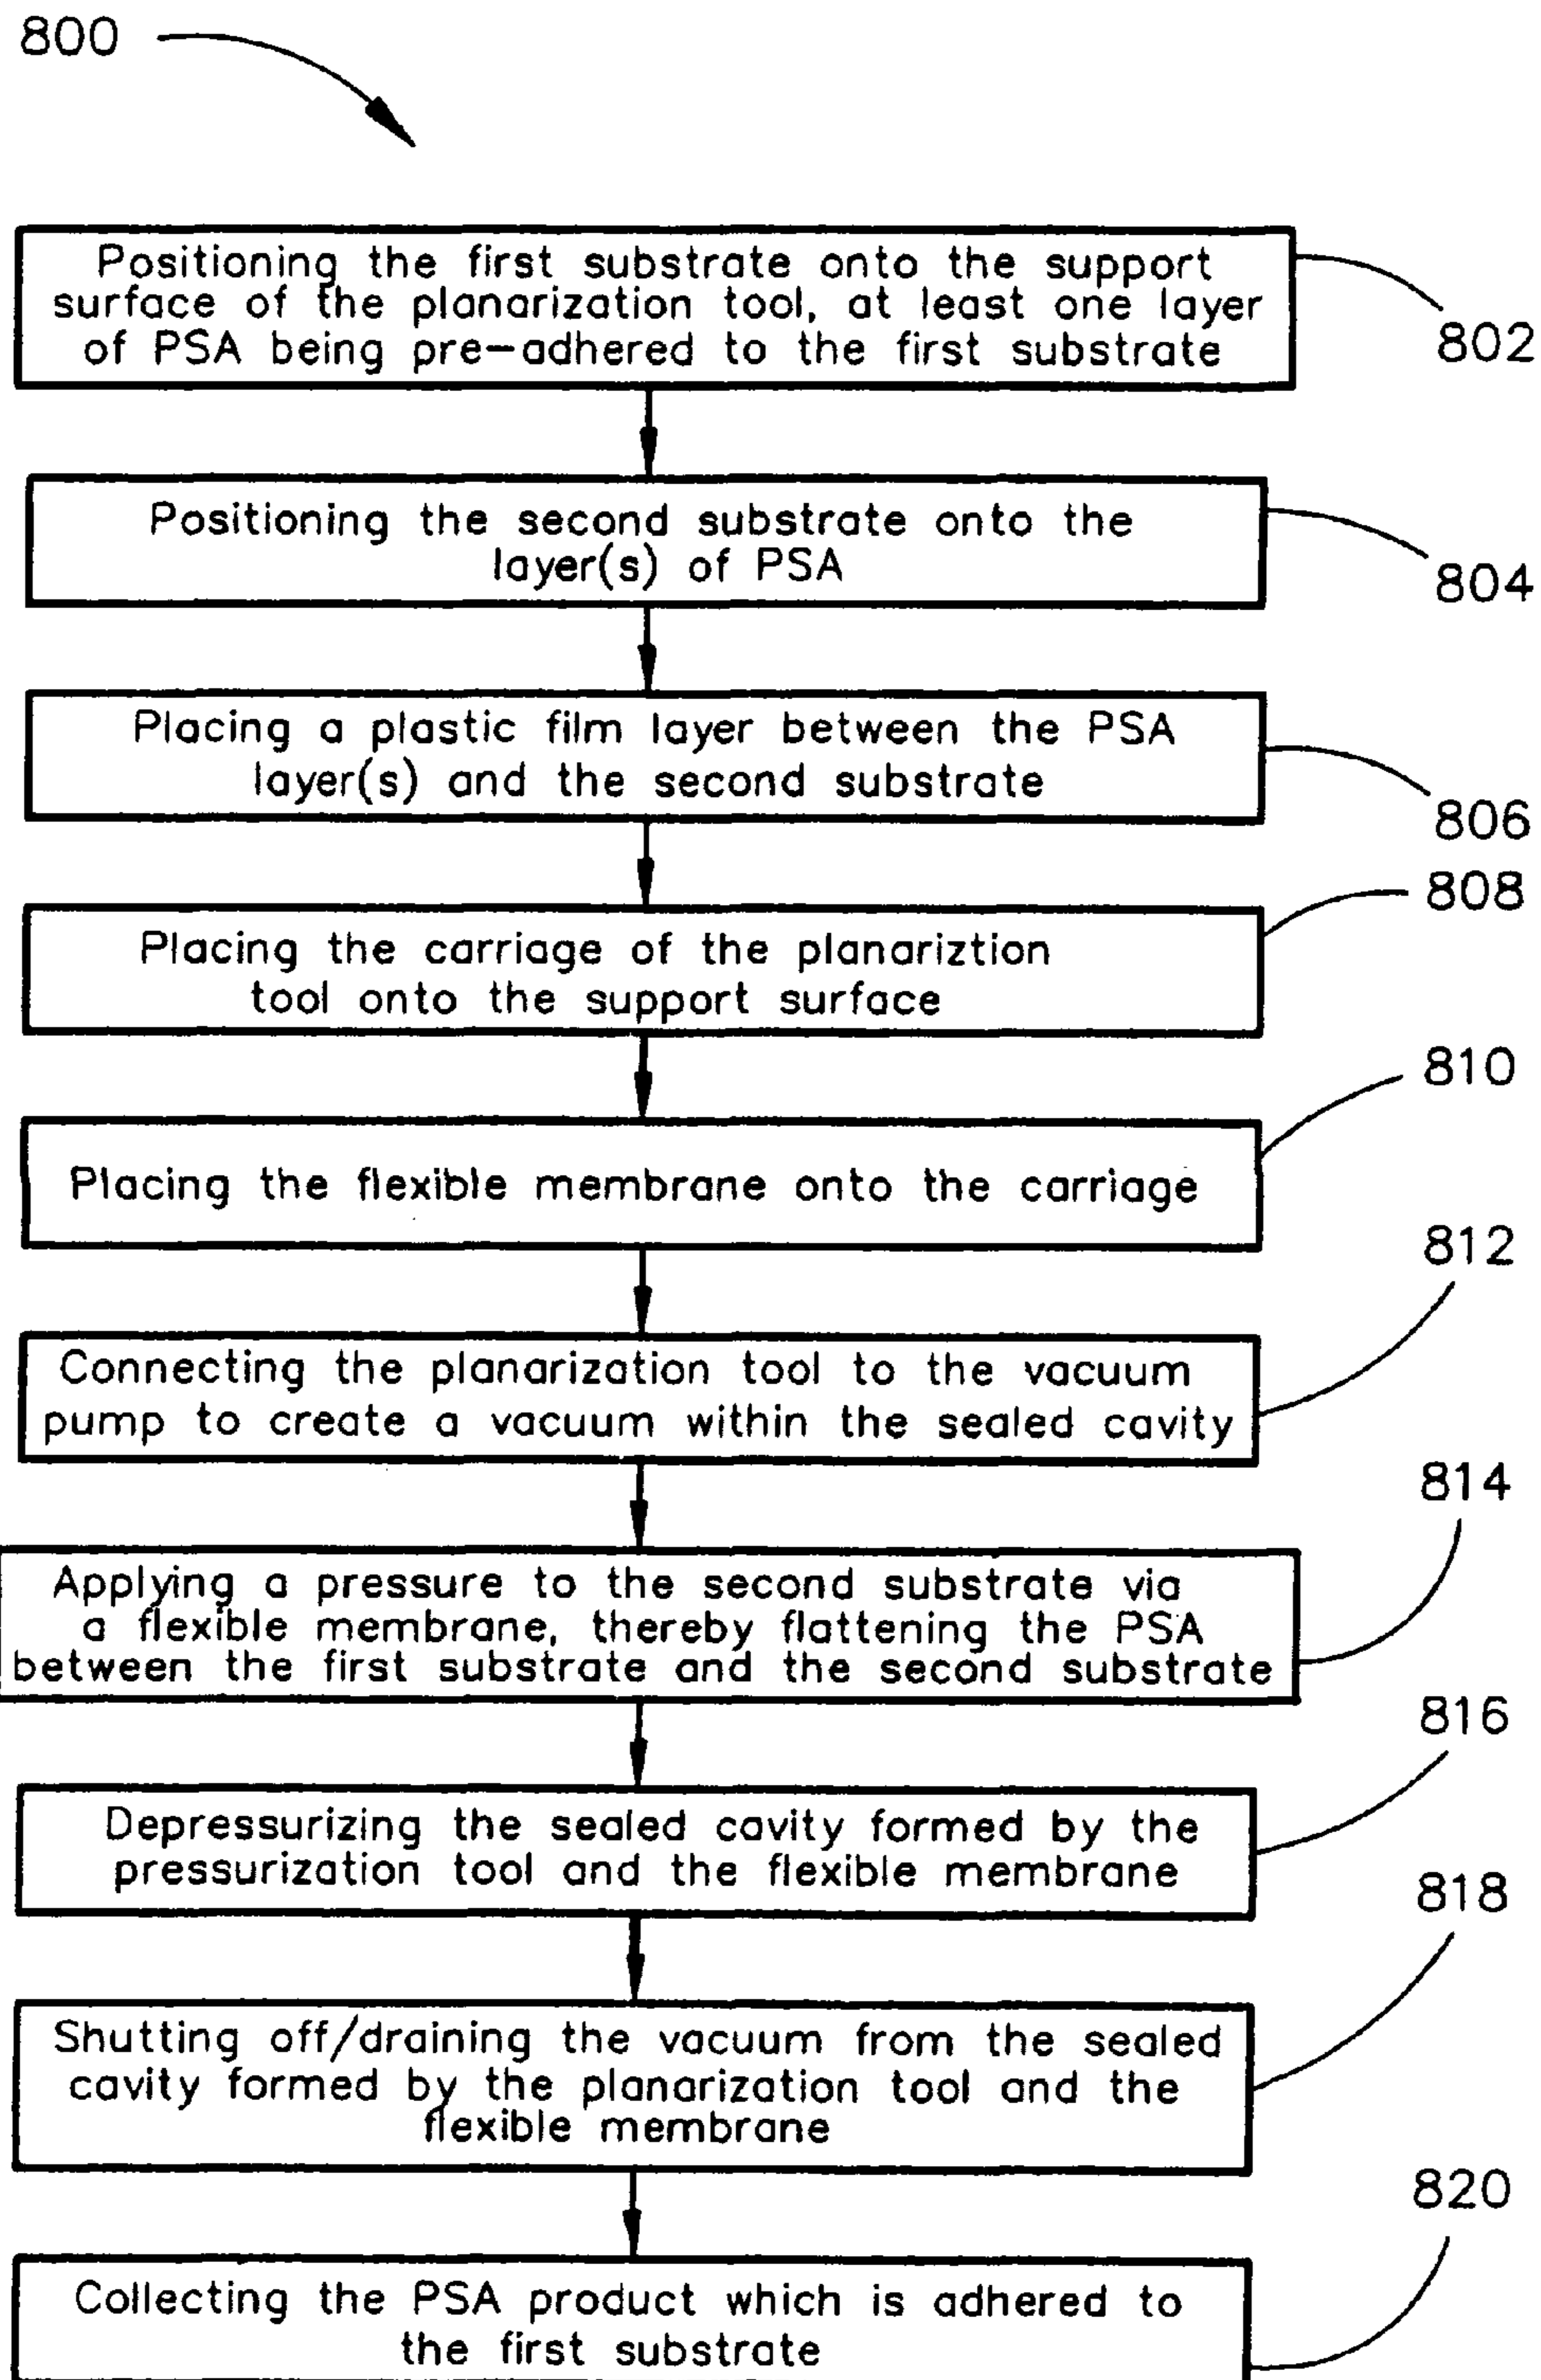 800
Positioning the first substrate onto the support
surface of the planarization tool, at least one layer
of PSA being pre-adhered to the first substrate
802
Positioning the second substrate onto the
layer(s) of PSA
804
Placing a plastic film layer between the PSA
layer(s) and the second substrate
806
Placing the carriage of the planariztion
tool onto the support surface
808
Placing the flexible membrane onto the carriage
810
Connecting the planarization tool to the vacuum
pump to create a vacuum within the sealed cavity
812
Applying a pressure to the second substrate via
a flexible membrane, thereby flattening the PSA
between the first substrate and the second substrate
814
Depressurizing the sealed cavity formed by the
pressurization tool and the flexible membrane
816
Shutting off/draining the vacuum from the sealed
cavity formed by the planarization tool and the
flexible membrane
818
Collecting the PSA product which is adhered to
the first substrate
820